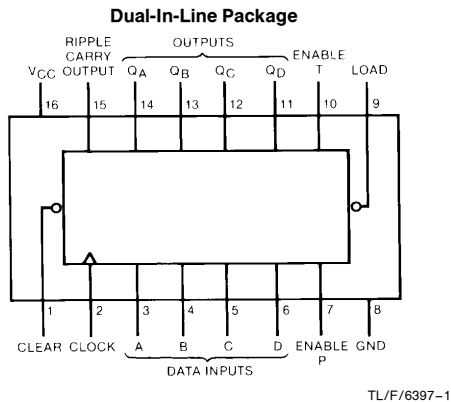 Dual-In-Line Package
RIPPLE
CARRY
OUTPUT
OUTPUTS
ENABLE
T
VCC
QA QB QC QD
LOAD
16 15 14 13 12 11 10 9
1 2 3 4 5 6 7 8
CLEAR CLOCK A B C D ENABLE
P
GND
DATA INPUTS
TL/F/6397–1